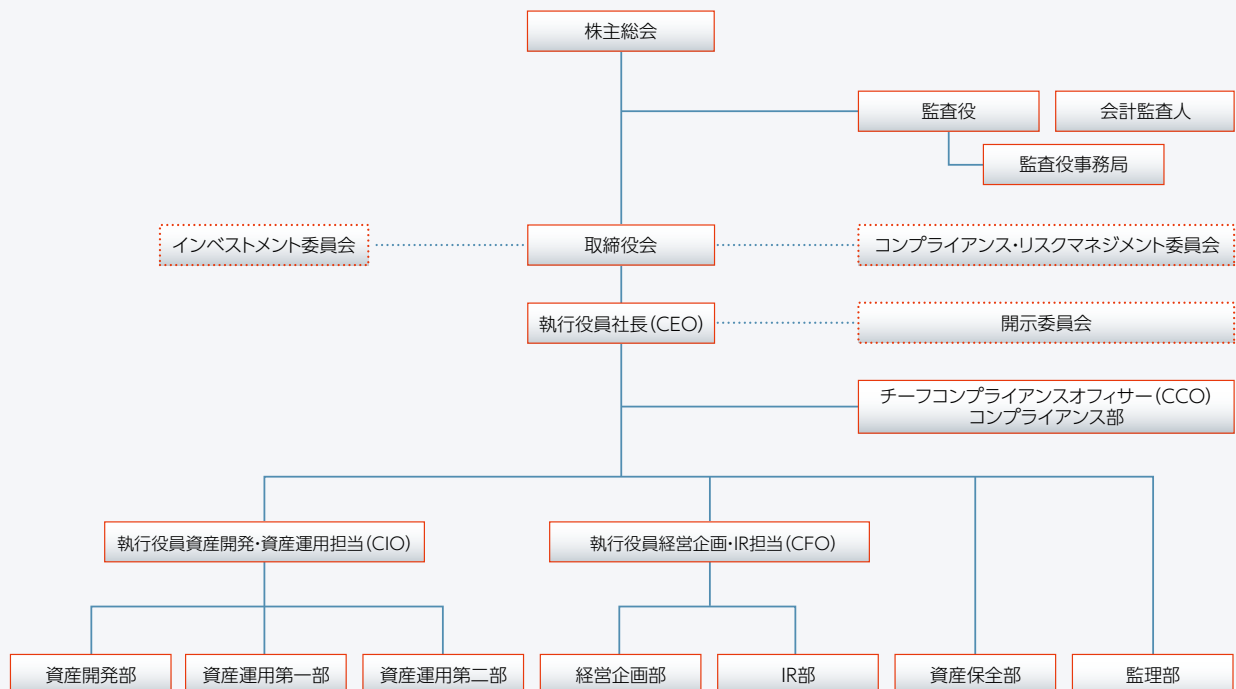 株主総会
監査役
会計監査人
監査役事務局
インベストメント委員会
取締役会
コンプライアンス・リスクマネジメント委員会
執行役員社長(CEO)
開示委員会
チーフコンプライアンスオフィサー(CCO)
コンプライアンス部
執行役員資産開発・資産運用担当(CIO)
執行役員経営企画・IR担当(CFO)
資産開発部
資産運用第一部
資産運用第二部
経営企画部
IR部
資産保全部
監理部